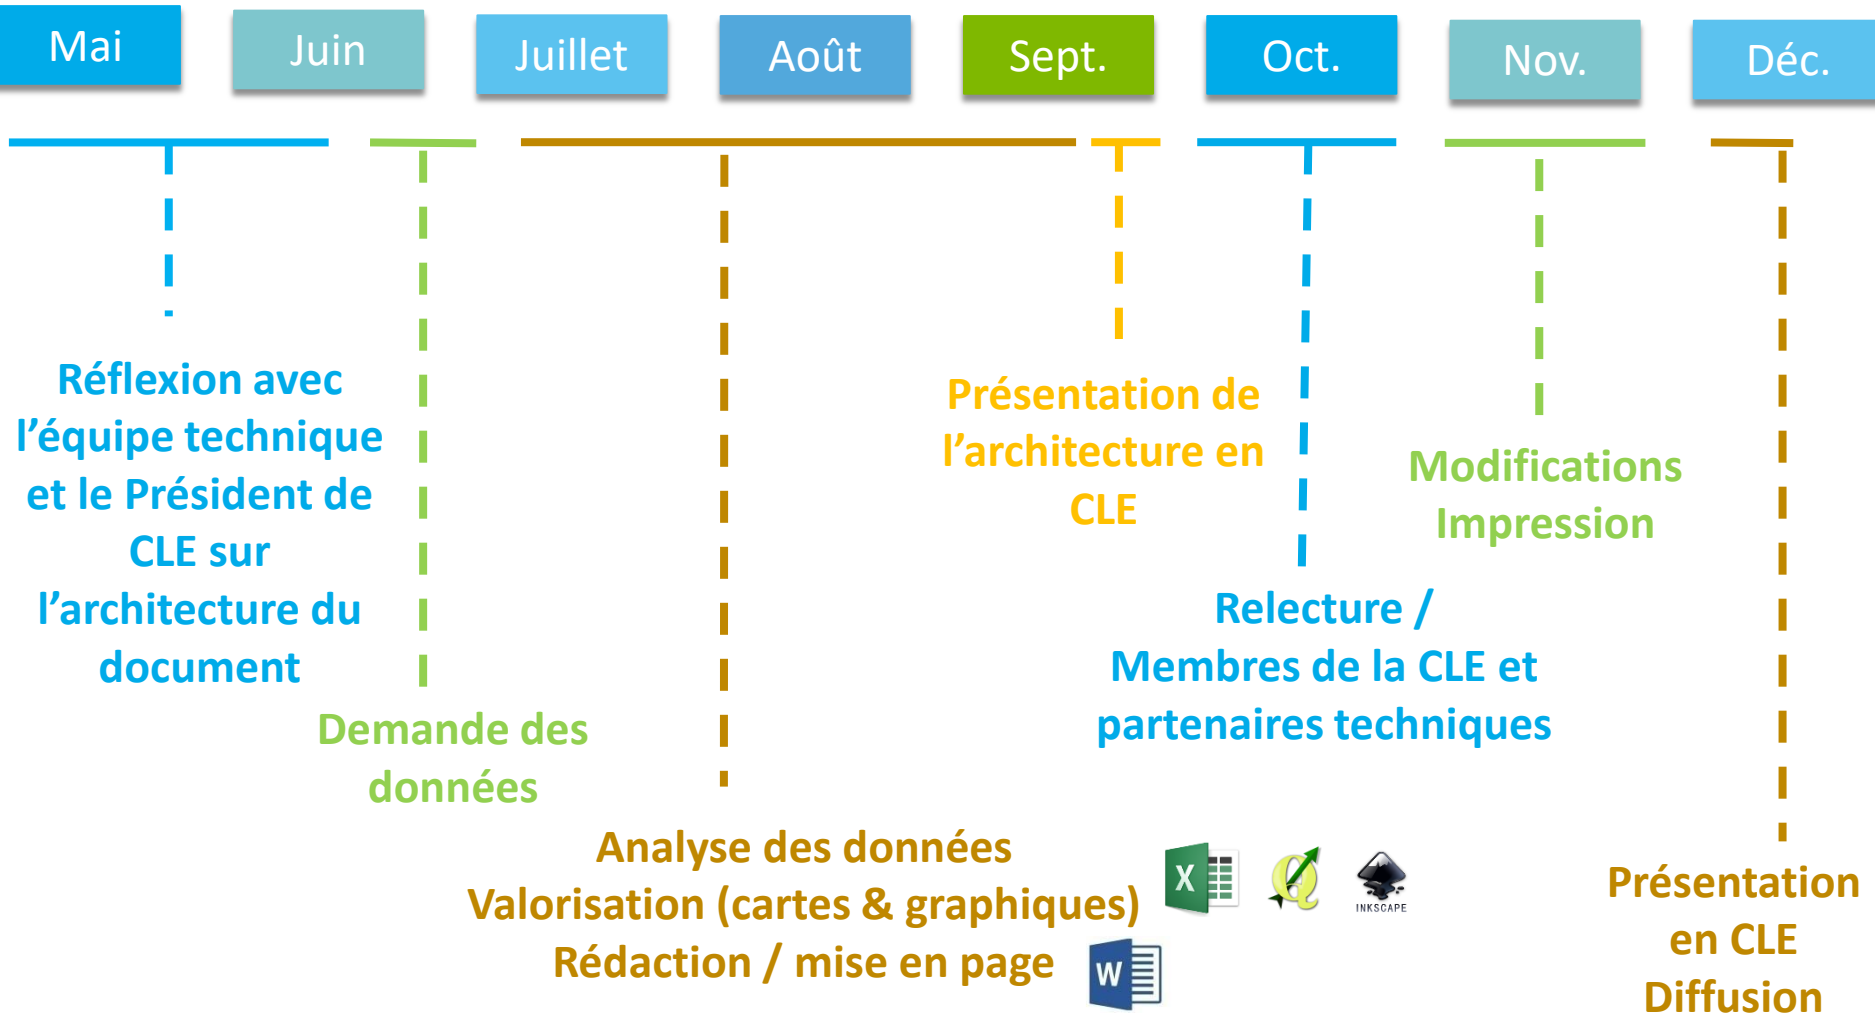 Mai
Juin
Juillet
Août
Sept.
Oct.
Nov.
Déc.
Réflexion avec
l’équipe technique
et le Président de
CLE sur
l’architecture du
document
Demande des
données
Analyse des données
Valorisation (cartes & graphiques)
Rédaction / mise en page
X
INKSCAPE
W
Présentation de
l’architecture en
CLE
Relecture /
Membres de la CLE et
partenaires techniques
Modifications
Impression
Présentation
en CLE
Diffusion